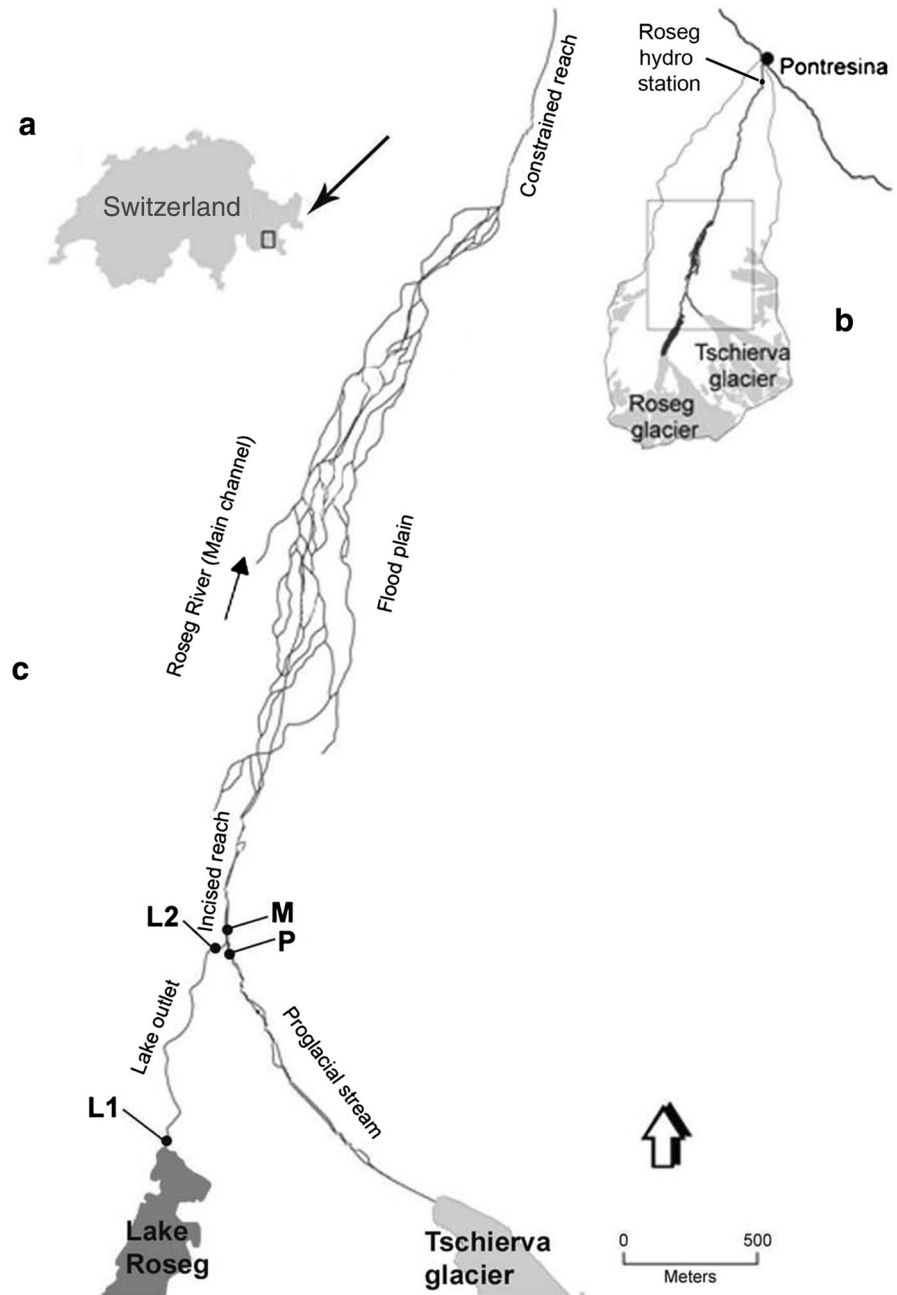 a
Switzerland
Constrained reach
Roseg
hydro
station
Pontresina
b
Tschierva
glacier
Roseg
glacier
Roseg River (Main channel)
Flood plain
c
Incised reach
L2
M
P
Lake outlet
Proglacial stream
L1
Lake
Roseg
Tschierva
glacier
0 500
Meters